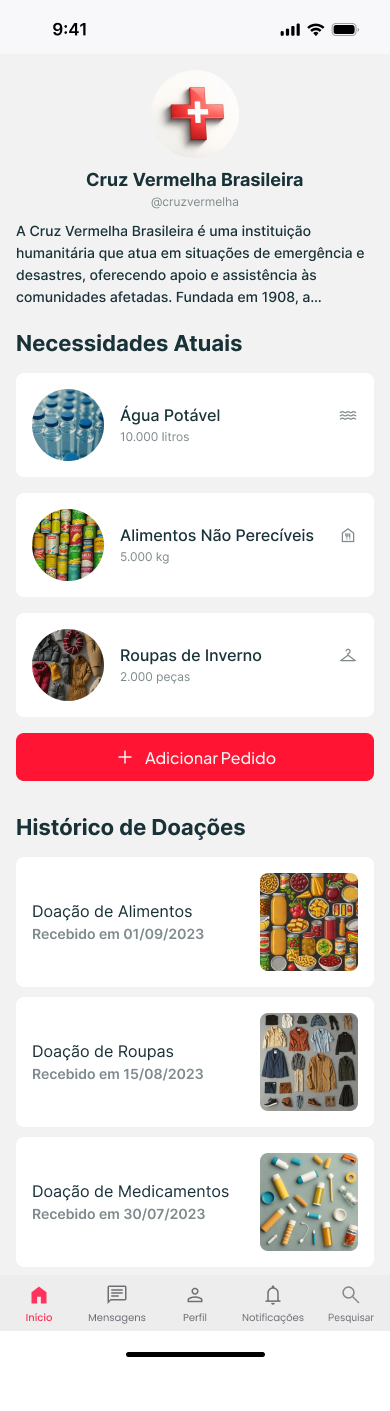 9:41
Cruz Vermelha Brasileira
@cruzvermelha
A Cruz Vermelha Brasileira é uma instituição
humanitária que atua em situações de emergência e
desastres, oferecendo apoio e assistência às
comunidades afetadas. Fundada em 1908, a...
Necessidades Atuais
Água Potável
10.000 litros
Alimentos Não Perecíveis
5.000 kg
Roupas de Inverno
2.000 peças
Adicionar Pedido
Histórico de Doações
Doação de Alimentos
Recebido em 01/09/2023
Doação de Roupas
Recebido em 15/08/2023
Doação de Medicamentos
Recebido em 30/07/2023
Início Mensagens Perfil Notificações Pesquisar